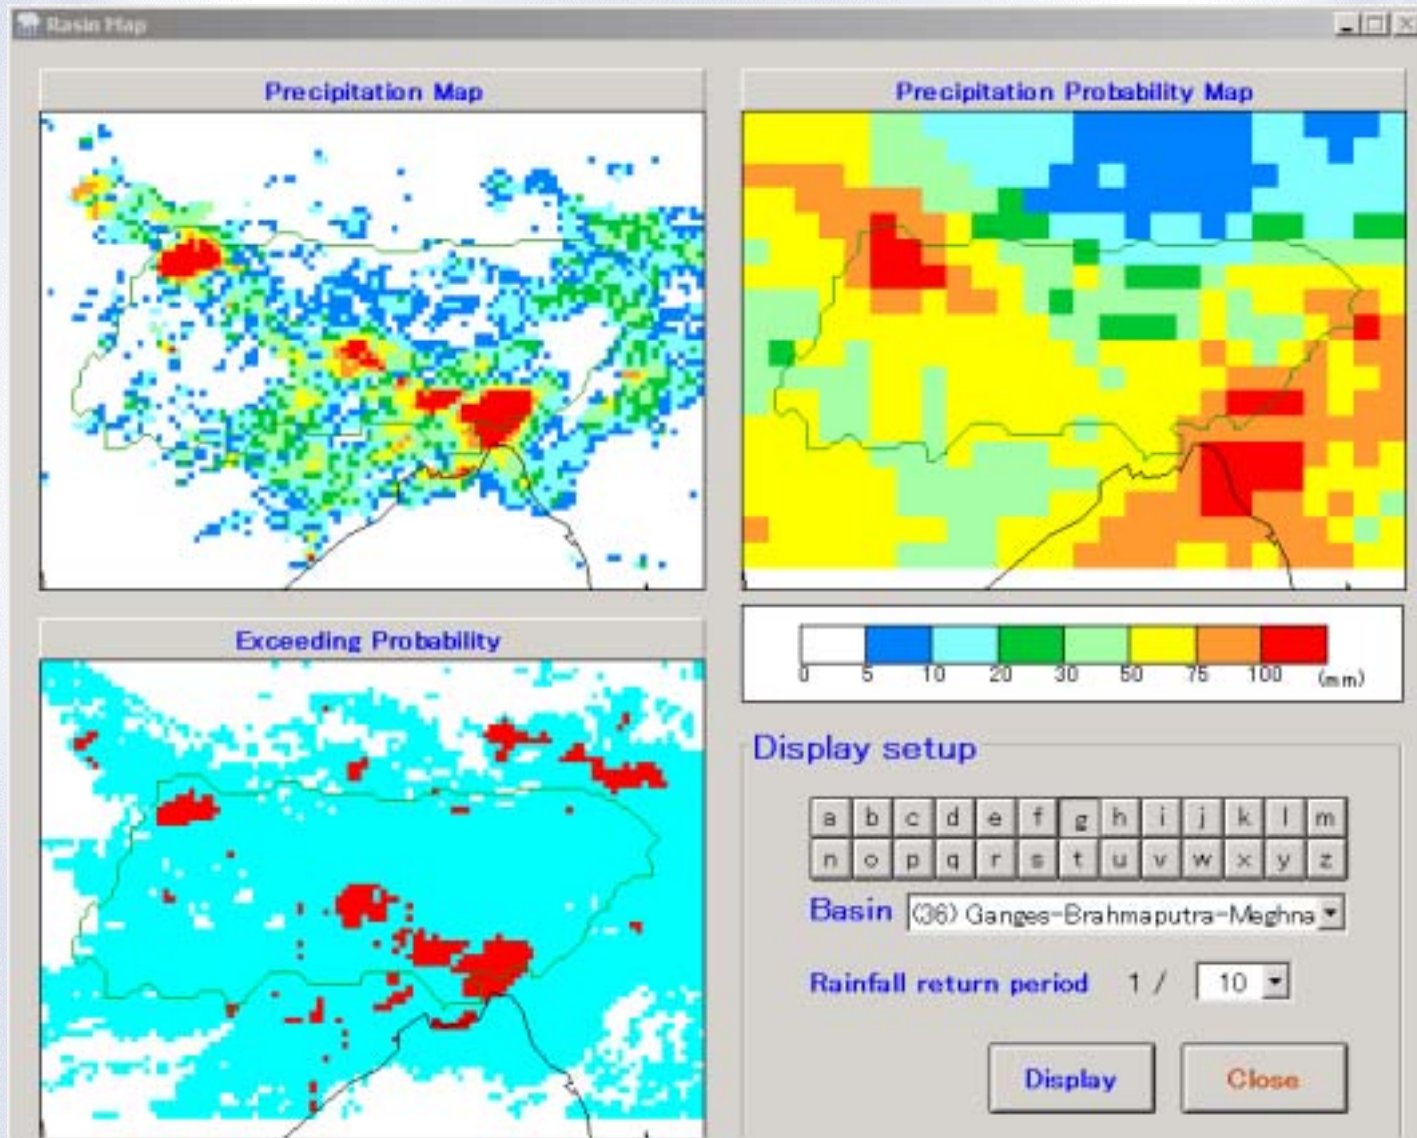 Basin Map
Precipitation Map
Precipitation Probability Map
Exceeding Probability
0 5 10 20 30 50 75 100 (mm)
Display setup
a b c d e f g h i j k l m
n o p q r s t u v w x y z
Basin (36) Ganges-Brahmaputra-Meghna
Rainfall return period 1 / 10
Display Close